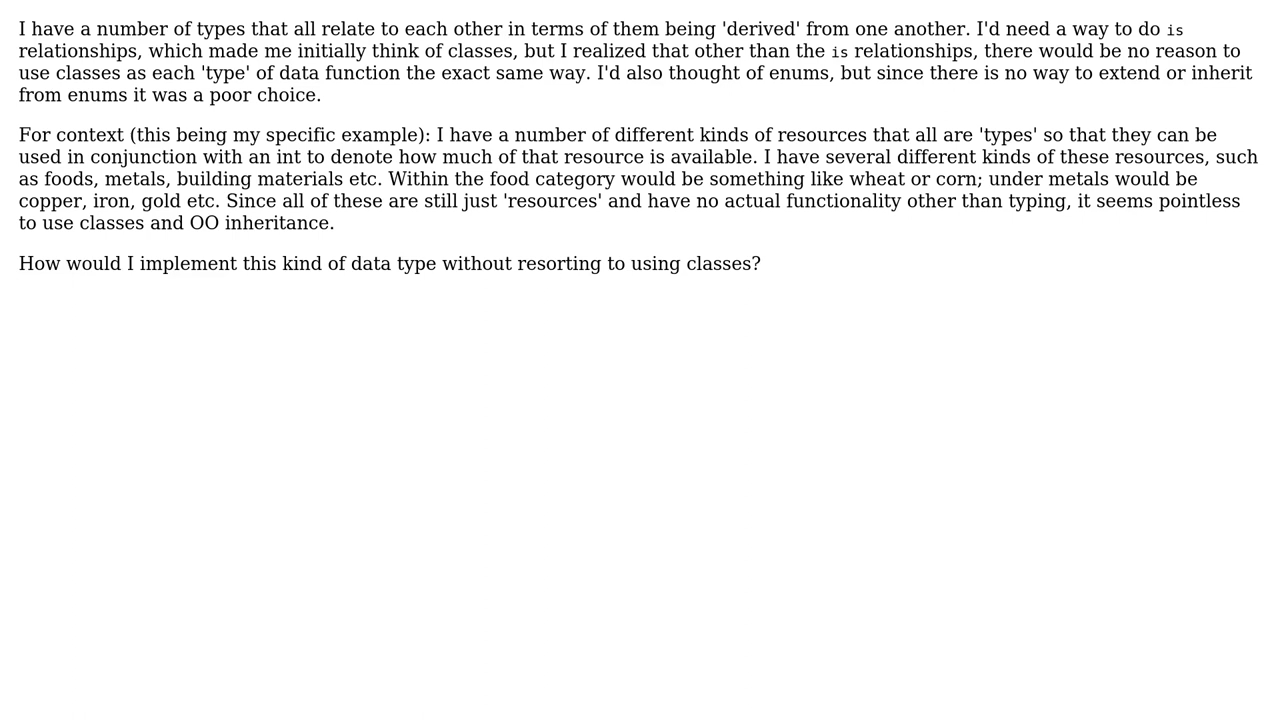 I have a number of types that all relate to each other in terms of them being 'derived' from one another. I'd need a way to do is
relationships, which made me initially think of classes, but I realized that other than the is relationships, there would be no reason to
use classes as each 'type' of data function the exact same way. I'd also thought of enums, but since there is no way to extend or inherit
from enums it was a poor choice.
For context (this being my specific example): I have a number of different kinds of resources that all are 'types' so that they can be
used in conjunction with an int to denote how much of that resource is available. I have several different kinds of these resources, such
as foods, metals, building materials etc. Within the food category would be something like wheat or corn; under metals would be
copper, iron, gold etc. Since all of these are still just 'resources' and have no actual functionality other than typing, it seems pointless
to use classes and OO inheritance.
How would I implement this kind of data type without resorting to using classes?